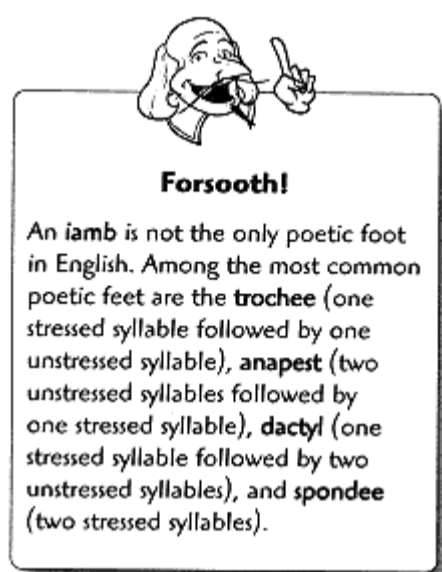 Forsooth!
An iamb is not the only poetic foot
in English. Among the most common
poetic feet are the trochee (one
stressed syllable followed by one
unstressed syllable), anapest (two
unstressed syllables followed by
one stressed syllable), dactyl (one
stressed syllable followed by two
unstressed syllables), and spondee
(two stressed syllables).